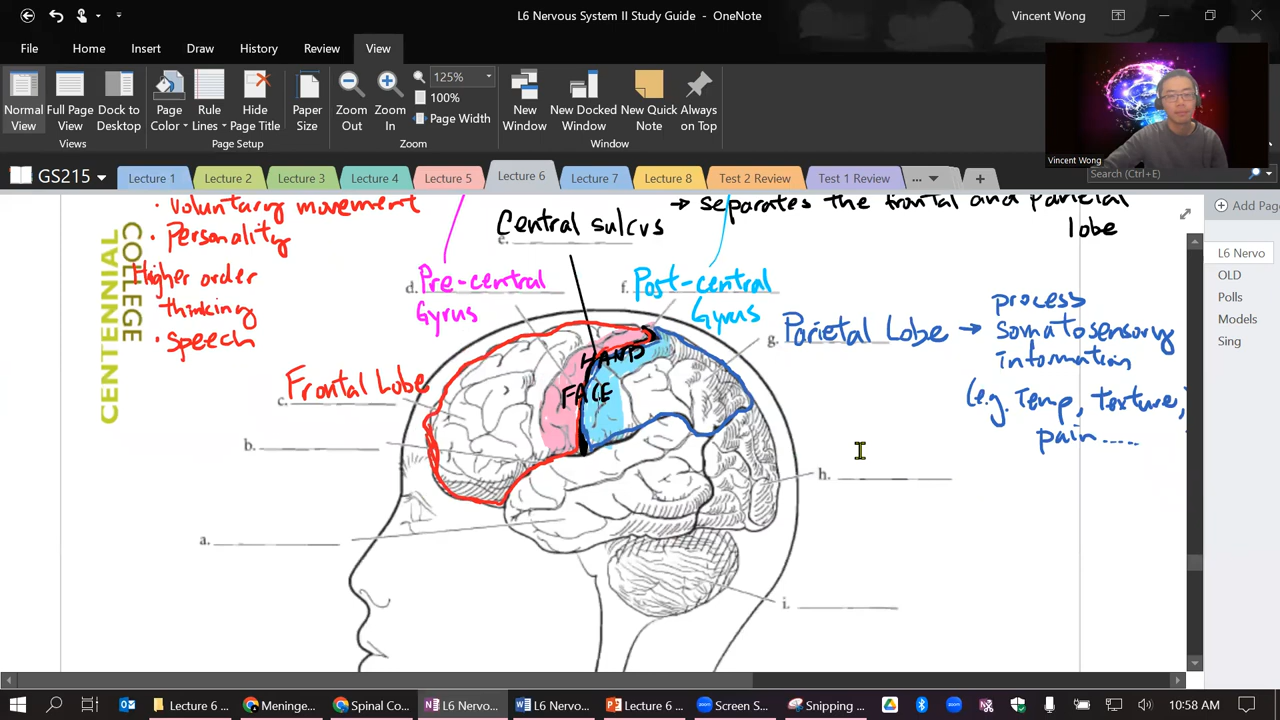 L6 Nervous System II Study Guide - OneNote
Vincent Wong
File Home Insert Draw History Review View
Normal View
Full Page View
Dock to Desktop
Views
Page Color
Rule Lines
Hide Page Title
Paper Size
Page Setup
Zoom Out
Zoom In
125%
100%
Page Width
Zoom
New Window
New Docked Window
New Quick Note
Always on Top
Window
Vincent Wong
GS215
Lecture 1 Lecture 2 Lecture 3 Lecture 4 Lecture 5 Lecture 6 Lecture 7 Lecture 8 Test 2 Review Test 1 Review ...
Search (Ctrl+E)
Add Page
L6 Nervo
OLD
Polls
Models
Sing
CENTENNIAL
COLLEGE
· Voluntary movement
· Personality
Higher order
thinking
· Speech
Central sulcus
e.
→ separates the frontal and parietal
lobe
d. Pre-central
Gyrus
f. Post-central
Gyrus
g. Parietal Lobe → process
somatosensory
information
(e.g. Temp, texture,
pain.....
c. Frontal Lobe
HAND
FACE
b.
a.
h.
i.
Lecture 6 ...
Meninge...
Spinal Co...
L6 Nervo...
W6 Nervo...
Lecture 6 ...
Screen S...
Snipping ...
10:58 AM